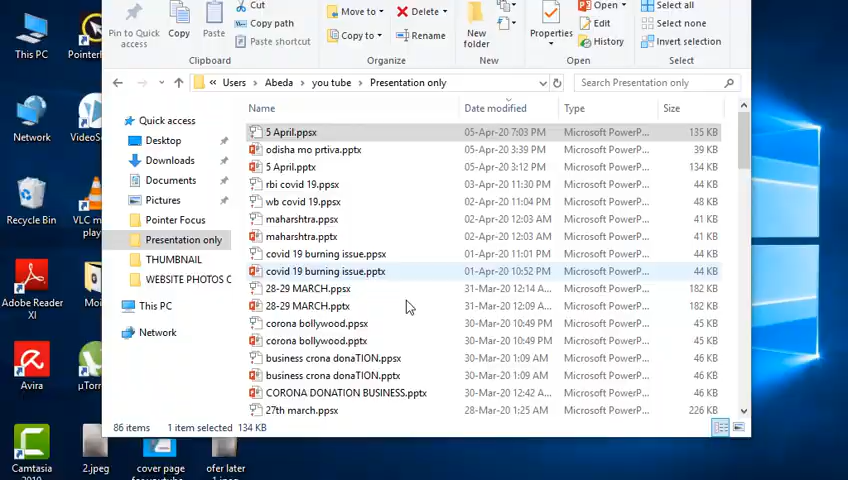 Pin to Quick access
Copy
Paste
Cut
Copy path
Paste shortcut
Clipboard
Move to
Copy to
Delete
Rename
Organize
New folder
New
Properties
Open
Edit
History
Open
Select all
Select none
Invert selection
Select
« Users > Abeda > you tube > Presentation only
Search Presentation only
This PC
Network
Recycle Bin
Adobe Reader XI
Avira
Camtasia
VLC m
play
µTorr
Quick access
Desktop
Downloads
Documents
Pictures
Pointer Focus
Presentation only
THUMBNAIL
WEBSITE PHOTOS C
This PC
Network
Name Date modified Type Size
5 April.ppsx 05-Apr-20 7:03 PM Microsoft PowerP... 135 KB
odisha mo prtiva.pptx 05-Apr-20 3:39 PM Microsoft PowerP... 39 KB
5 April.pptx 05-Apr-20 3:12 PM Microsoft PowerP... 134 KB
rbi covid 19.ppsx 03-Apr-20 11:30 PM Microsoft PowerP... 44 KB
wb covid 19.ppsx 02-Apr-20 11:04 PM Microsoft PowerP... 48 KB
maharshtra.ppsx 02-Apr-20 12:03 AM Microsoft PowerP... 44 KB
maharshtra.pptx 02-Apr-20 12:03 AM Microsoft PowerP... 44 KB
covid 19 burning issue.ppsx 01-Apr-20 11:01 PM Microsoft PowerP... 44 KB
covid 19 burning issue.pptx 01-Apr-20 10:52 PM Microsoft PowerP... 44 KB
28-29 MARCH.ppsx 31-Mar-20 12:14 A... Microsoft PowerP... 182 KB
28-29 MARCH.pptx 31-Mar-20 12:09 A... Microsoft PowerP... 182 KB
corona bollywood.ppsx 30-Mar-20 10:49 PM Microsoft PowerP... 45 KB
corona bollywood.pptx 30-Mar-20 10:49 PM Microsoft PowerP... 45 KB
business crona donaTION.ppsx 30-Mar-20 1:09 AM Microsoft PowerP... 46 KB
business crona donaTION.pptx 30-Mar-20 1:09 AM Microsoft PowerP... 46 KB
CORONA DONATION BUSINESS.pptx 30-Mar-20 12:42 A... Microsoft PowerP... 46 KB
27th march.ppsx 28-Mar-20 1:25 AM Microsoft PowerP... 226 KB
86 items 1 item selected 134 KB
2.jpeg
cover page
ofer later